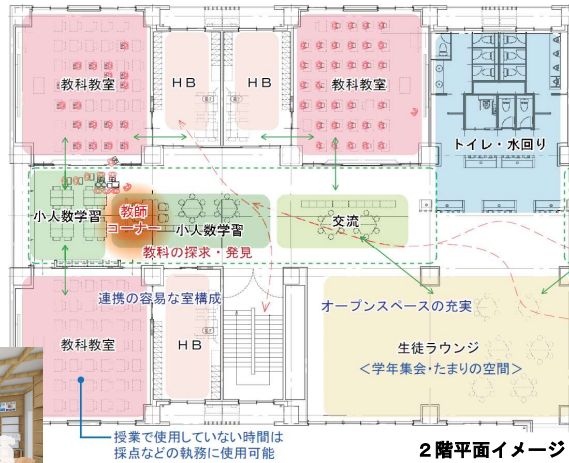 教科教室
HB
HB
教科教室
トイレ・水回り
小人数学習
教師
コーナー
小人数学習
交流
教科の探求・発見
連携の容易な室構成
オープンスペースの充実
教科教室
HB
生徒ラウンジ
<学年集会・たまりの空間>
授業で使用していない時間は
採点などの執務に使用可能
2階平面イメージ